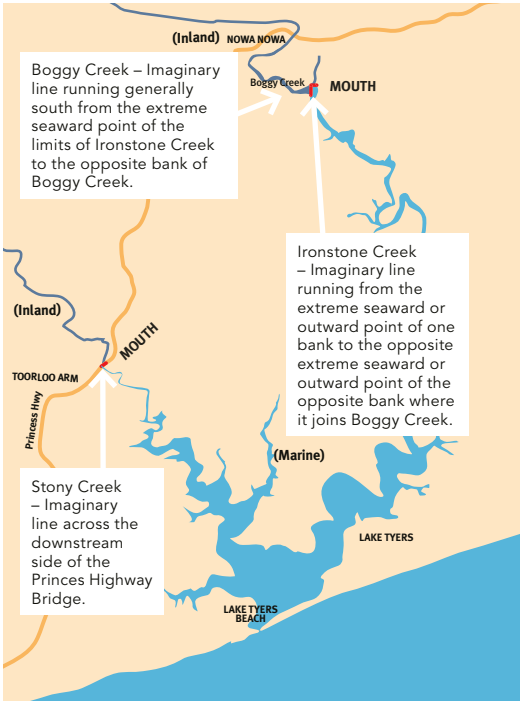 (Inland) NOWA NOWA
Boggy Creek – Imaginary
line running generally
south from the extreme
seaward point of the
limits of Ironstone Creek
to the opposite bank of
Boggy Creek.
Boggy Creek
MOUTH
Ironstone Creek
– Imaginary line
running from the
extreme seaward or
outward point of one
bank to the opposite
extreme seaward or
outward point of the
opposite bank where
it joins Boggy Creek.
(Inland)
MOUTH
TOORLOO ARM
Princess Hwy
(Marine)
Stony Creek
– Imaginary
line across the
downstream
side of the
Princes Highway
Bridge.
LAKE TYERS
LAKE TYERS
BEACH